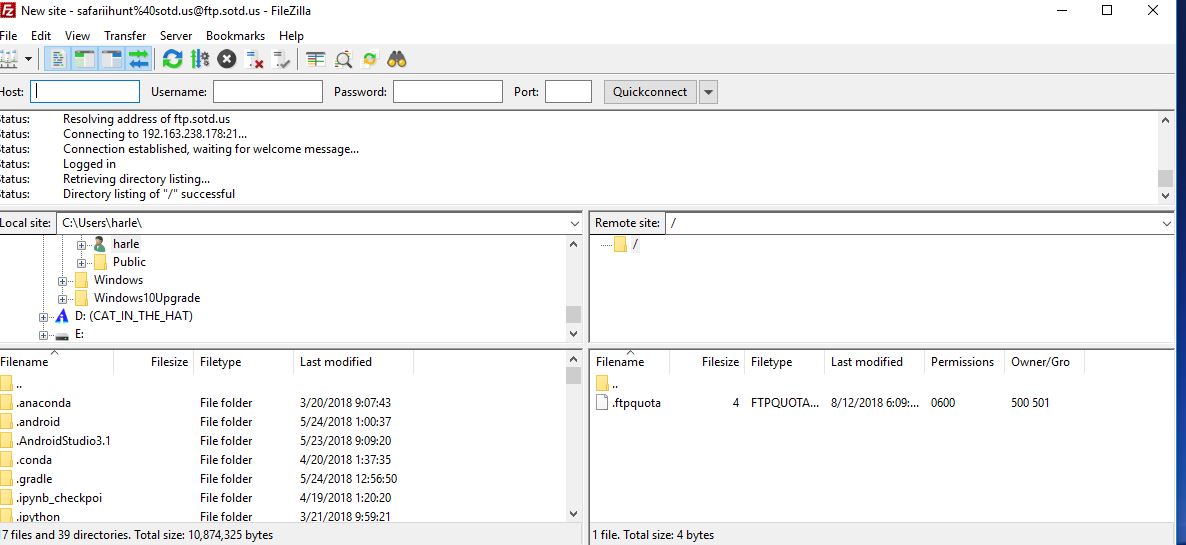 New site - safariihunt%40sotd.us@ftp.sotd.us - FileZilla
File Edit View Transfer Server Bookmarks Help
Host: Username: Password: Port: Quickconnect
Status: Resolving address of ftp.sotd.us
Status: Connecting to 192.163.238.178:21...
Status: Connection established, waiting for welcome message...
Status: Logged in
Status: Retrieving directory listing...
Status: Directory listing of "/" successful
Local site: C:\Users\harle\
harle
Public
Windows
Windows10Upgrade
D: (CAT_IN_THE_HAT)
E:
Remote site: /
/
Filename Filesize Filetype Last modified
..
.anaconda File folder 3/20/2018 9:07:43
.android File folder 5/24/2018 1:00:37
.AndroidStudio3.1 File folder 5/23/2018 9:09:20
.conda File folder 4/20/2018 1:37:35
.gradle File folder 5/24/2018 12:56:50
.ipynb_checkpoi File folder 4/19/2018 1:20:20
.ipython File folder 3/21/2018 9:59:21
17 files and 39 directories. Total size: 10,874,325 bytes
Filename Filesize Filetype Last modified Permissions Owner/Gro
..
.ftpquota 4 FTPQUOTA... 8/12/2018 6:09:... 0600 500 501
1 file. Total size: 4 bytes